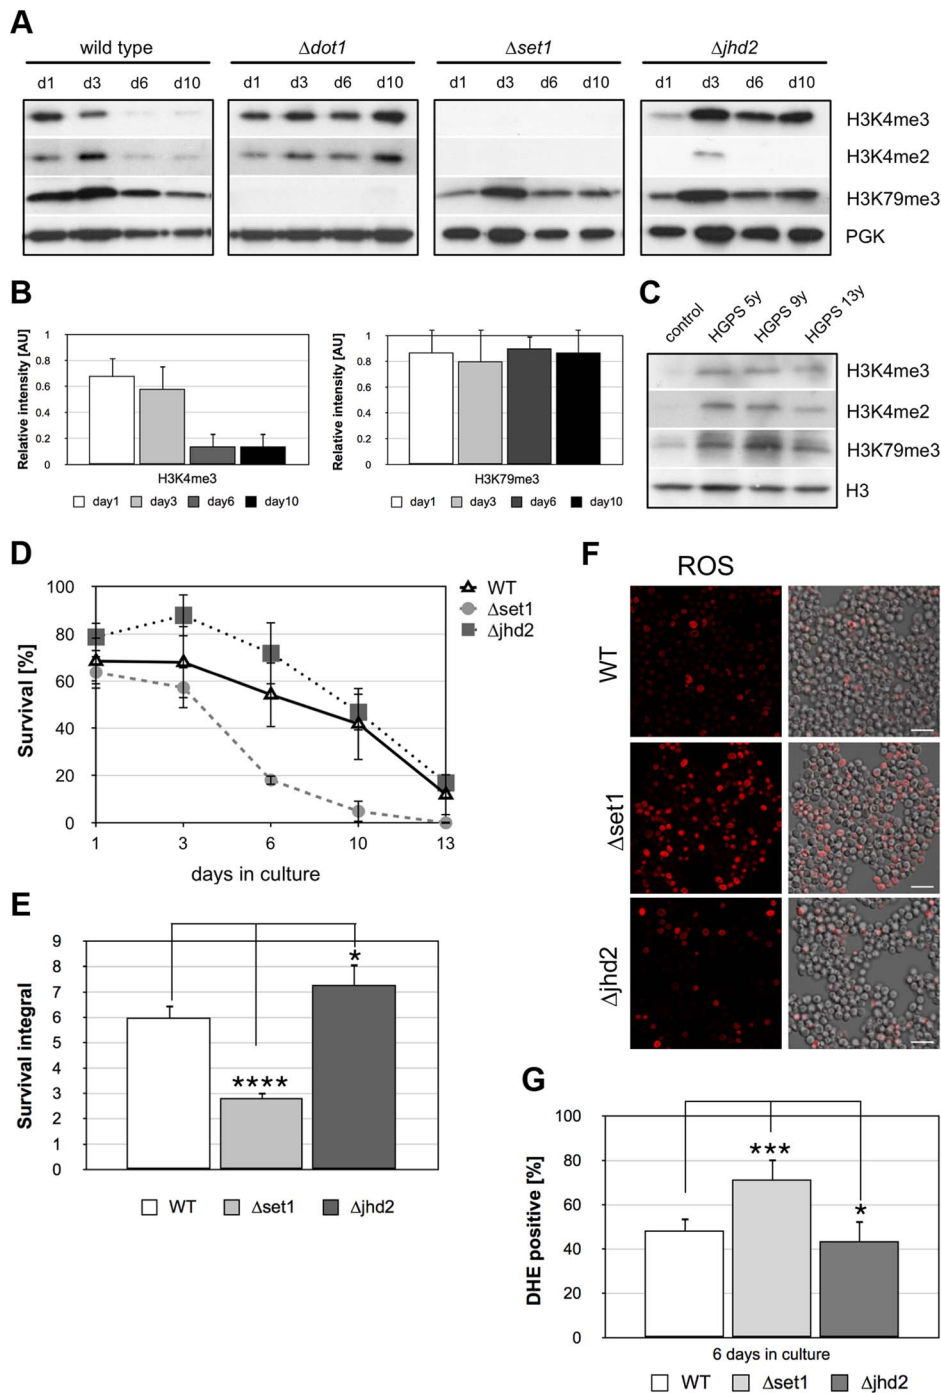 A
wild type Δdot1 Δset1 Δjhd2
d1 d3 d6 d10 d1 d3 d6 d10 d1 d3 d6 d10 d1 d3 d6 d10
H3K4me3
H3K4me2
H3K79me3
PGK
B
Relative intensity [AU]
1
0.8
0.6
0.4
0.2
0
H3K4me3
day1 day3 day6 day10
Relative intensity [AU]
1
0.8
0.6
0.4
0.2
0
H3K79me3
day1 day3 day6 day10
C
control HGPS 5y HGPS 9y HGPS 13y
H3K4me3
H3K4me2
H3K79me3
H3
D
Survival [%]
100
80
60
40
20
0
1 3 6 10 13
days in culture
WT
Δset1
Δjhd2
E
Survival integral
9
8
7
6
5
4
3
2
1
0
****
*
WT Δset1 Δjhd2
F
ROS
WT
Δset1
Δjhd2
G
DHE positive [%]
100
80
60
40
20
0
***
*
6 days in culture
WT Δset1 Δjhd2